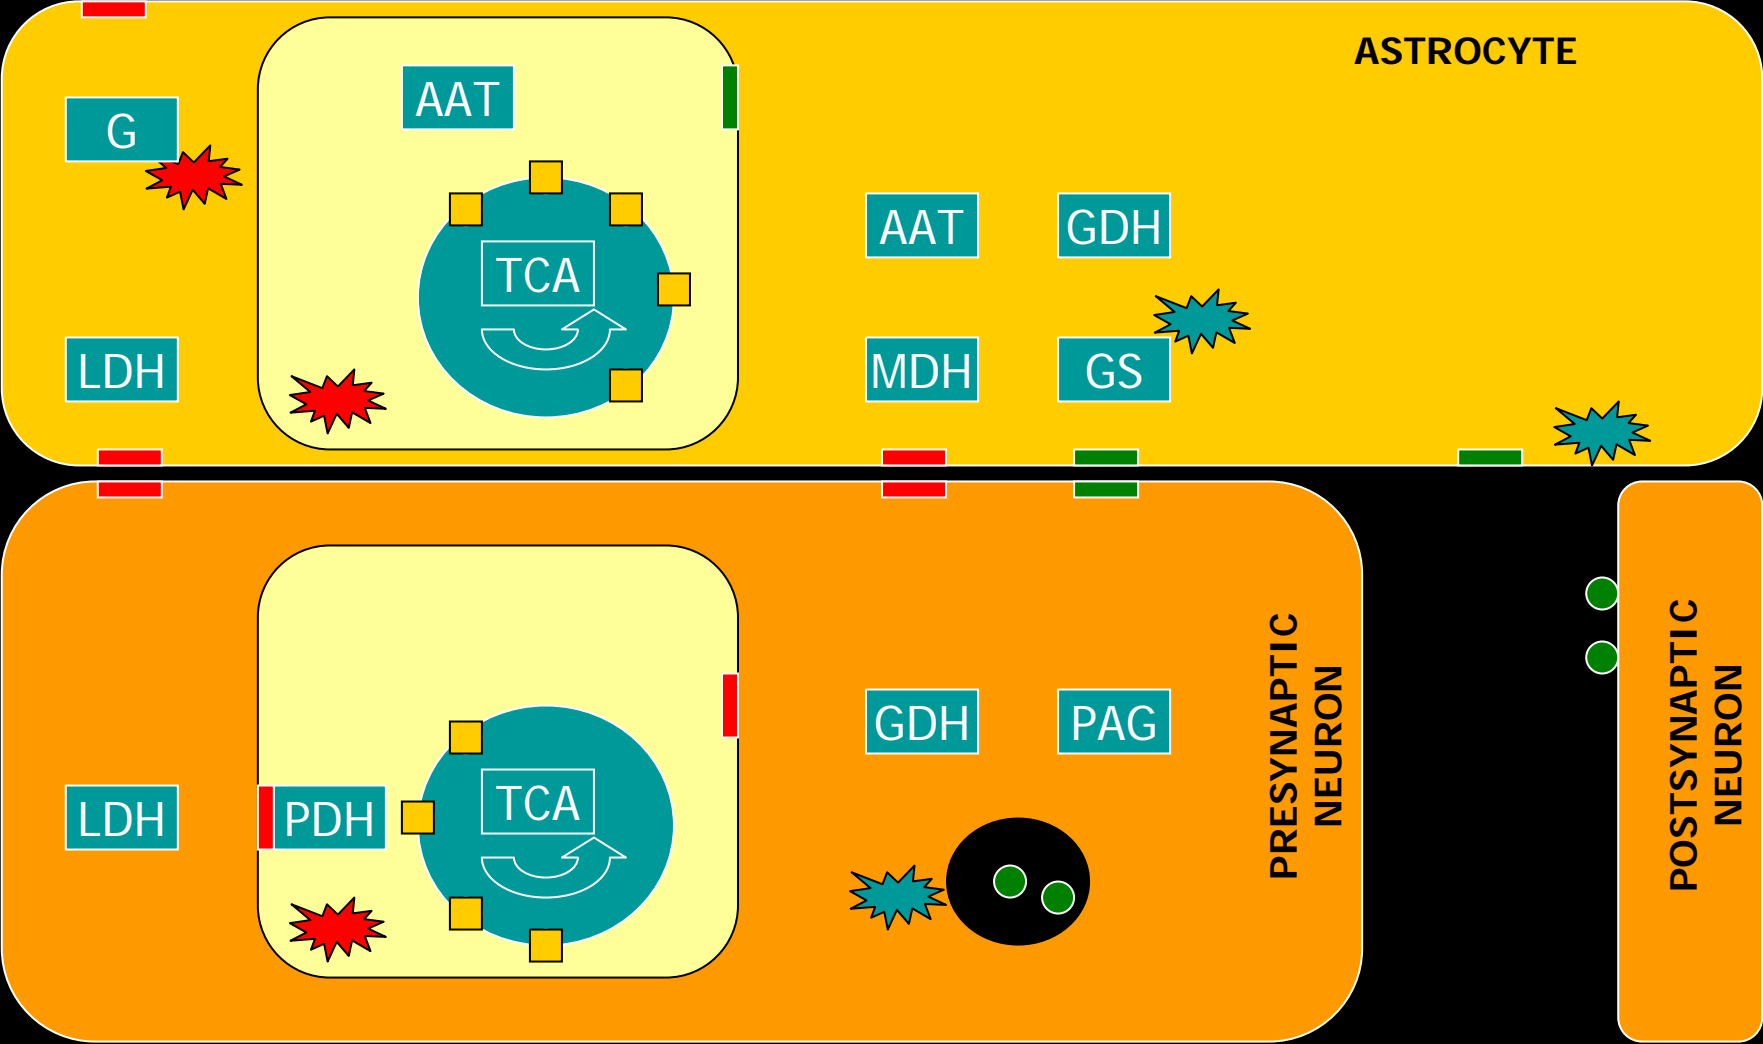 ASTROCYTE
AAT
G
AAT
GDH
TCA
LDH
MDH
GS
GDH
PAG
TCA
LDH
PDH
PRESYNAPTIC
NEURON
POSTSYNAPTIC
NEURON